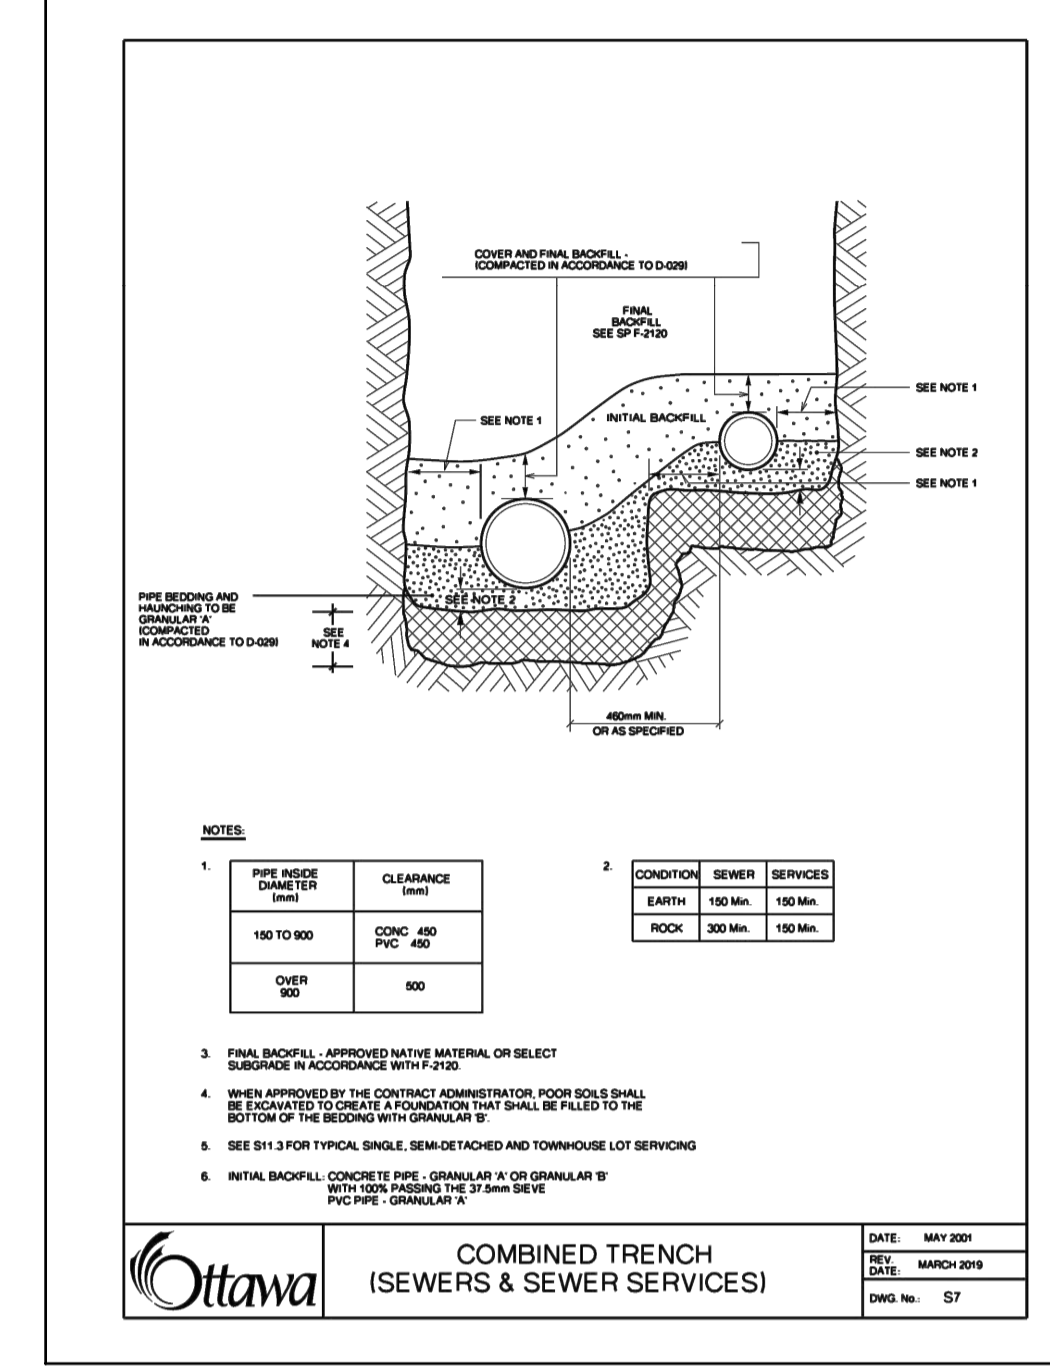 COVER AND FINAL BACKFILL -
(COMPACTED IN ACCORDANCE TO D-029)
FINAL
BACKFILL
SEE SP F-2120
SEE NOTE 1
SEE NOTE 1
INITIAL BACKFILL
SEE NOTE 2
SEE NOTE 1
PIPE BEDDING AND
HAUNCHING TO BE
GRANULAR 'A'
(COMPACTED
IN ACCORDANCE TO D-029)
SEE NOTE 2
SEE
NOTE 4
460mm MIN.
OR AS SPECIFIED
NOTES:
1.
PIPE INSIDE
DIAMETER
(mm)
CLEARANCE
(mm)
150 TO 900
CONC 450
PVC 450
OVER
900
500
2.
CONDITION SEWER SERVICES
EARTH 150 Min. 150 Min.
ROCK 300 Min. 150 Min.
3. FINAL BACKFILL - APPROVED NATIVE MATERIAL OR SELECT
SUBGRADE IN ACCORDANCE WITH F-2120.
4. WHEN APPROVED BY THE CONTRACT ADMINISTRATOR, POOR SOILS SHALL
BE EXCAVATED TO CREATE A FOUNDATION THAT SHALL BE FILLED TO THE
BOTTOM OF THE BEDDING WITH GRANULAR 'B'.
5. SEE S11.3 FOR TYPICAL SINGLE, SEMI-DETACHED AND TOWNHOUSE LOT SERVICING
6. INITIAL BACKFILL: CONCRETE PIPE - GRANULAR 'A' OR GRANULAR 'B'
WITH 100% PASSING THE 37.5mm SIEVE
PVC PIPE - GRANULAR 'A'
Ottawa
COMBINED TRENCH
(SEWERS & SEWER SERVICES)
DATE: MAY 2001
REV.
DATE: MARCH 2019
DWG. No.: S7